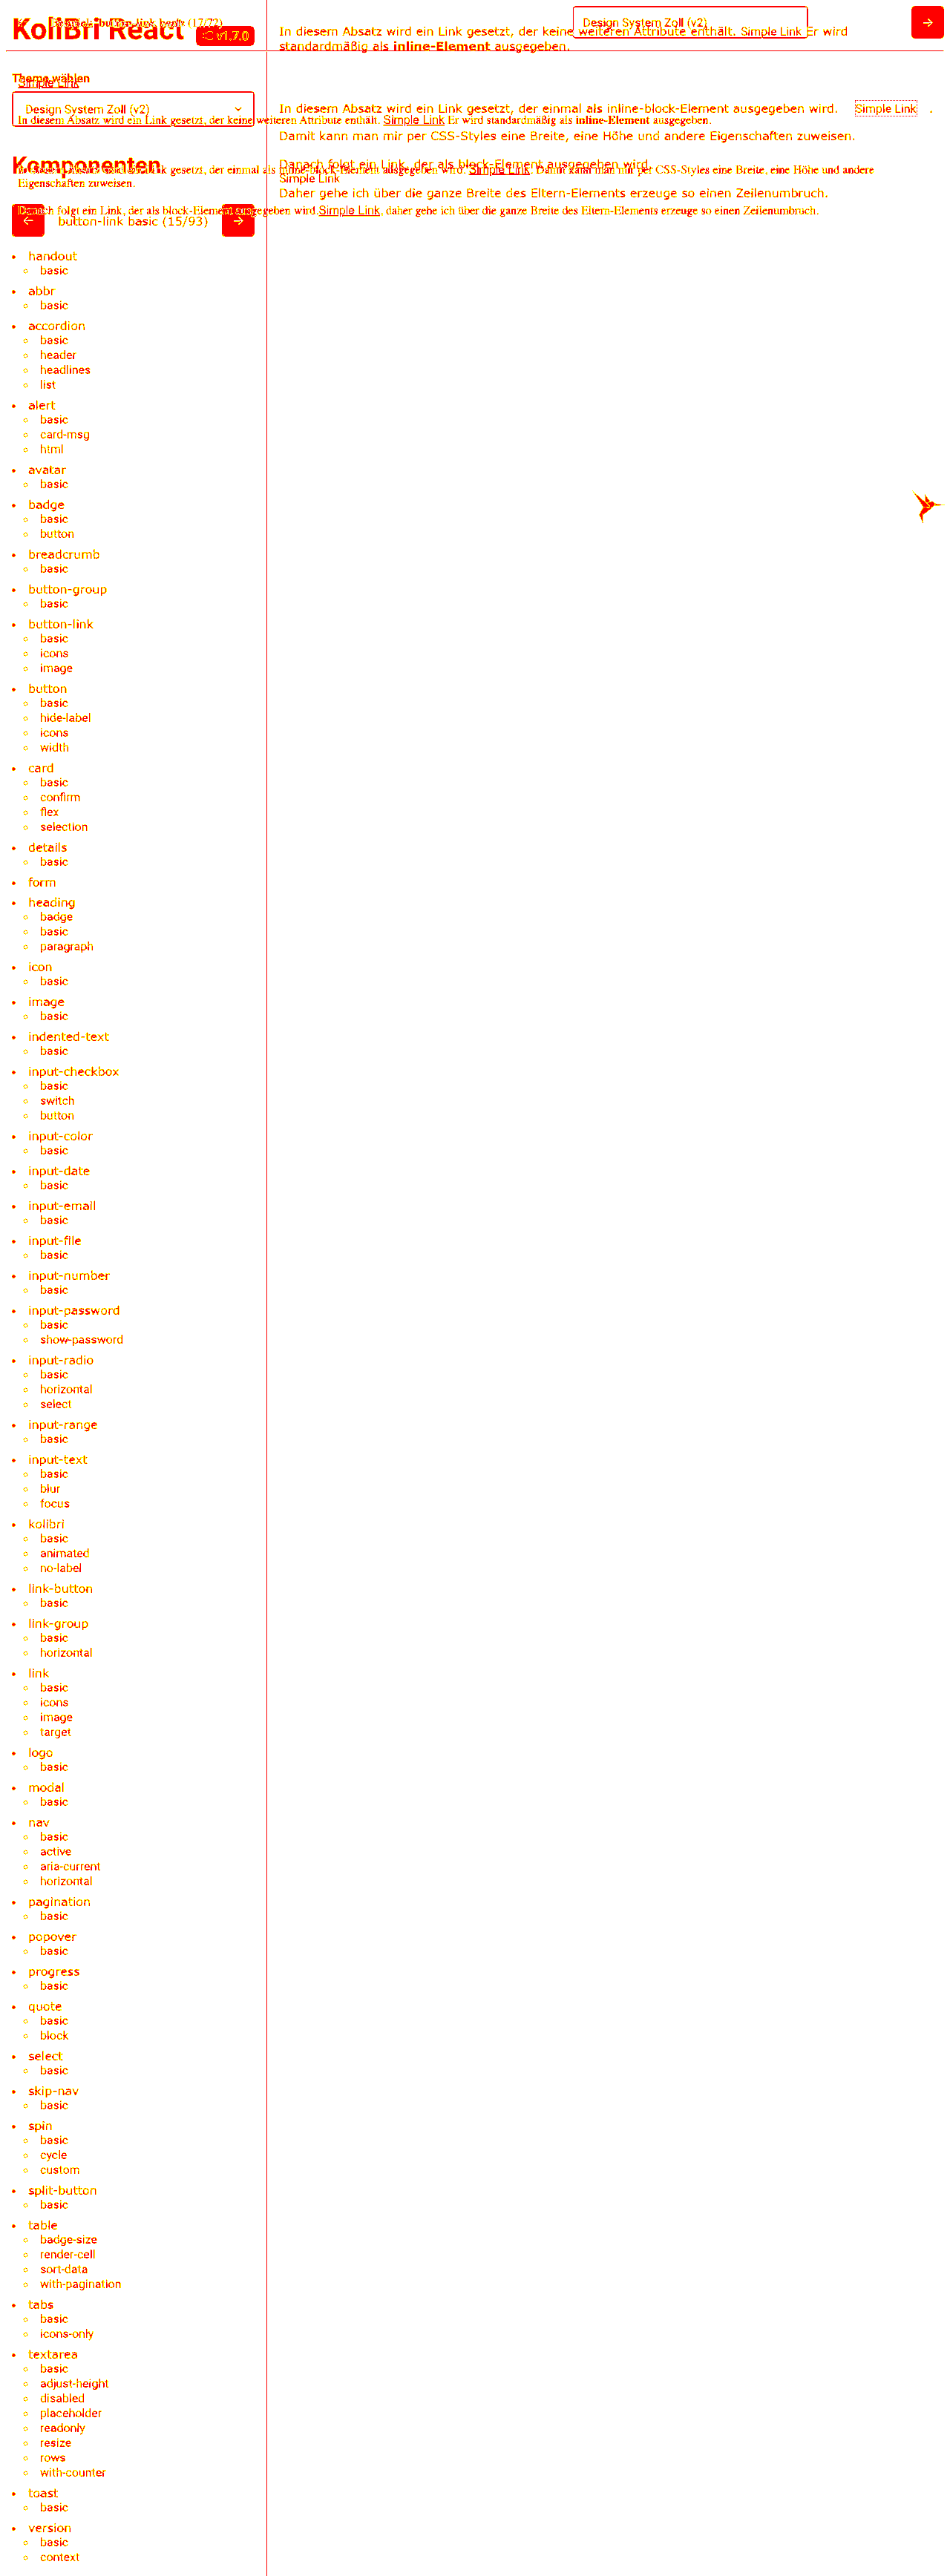 KoliBri React
v1.7.0
button-link basic (17/72)
Design System Zoll (v2)
In diesem Absatz wird ein Link gesetzt, der keine weiteren Attribute enthält. Simple Link Er wird
standardmäßig als inline-Element ausgegeben.
Theme wählen
Simple Link
Design System Zoll (v2)
In diesem Absatz wird ein Link gesetzt, der einmal als inline-block-Element ausgegeben wird. Simple Link .
In diesem Absatz wird ein Link gesetzt, der keine weiteren Attribute enthält. Simple Link Er wird standardmäßig als inline-Element ausgegeben.
Damit kann man mir per CSS-Styles eine Breite, eine Höhe und andere Eigenschaften zuweisen.
Komponenten
Danach folgt ein Link, der als block-Element ausgegeben wird.
In diesem Absatz wird ein Link gesetzt, der einmal als inline-block-Element ausgegeben wird. Simple Link. Damit kann man mir per CSS-Styles eine Breite, eine Höhe und andere
Eigenschaften zuweisen.
Simple Link
Daher gehe ich über die ganze Breite des Eltern-Elements erzeuge so einen Zeilenumbruch.
Danach folgt ein Link, der als block-Element ausgegeben wird.Simple Link, daher gehe ich über die ganze Breite des Eltern-Elements erzeuge so einen Zeilenumbruch.
button-link basic (15/93)
handout
basic
abbr
basic
accordion
basic
header
headlines
list
alert
basic
card-msg
html
avatar
basic
badge
basic
button
breadcrumb
basic
button-group
basic
button-link
basic
icons
image
button
basic
hide-label
icons
width
card
basic
confirm
flex
selection
details
basic
form
heading
badge
basic
paragraph
icon
basic
image
basic
indented-text
basic
input-checkbox
basic
switch
button
input-color
basic
input-date
basic
input-email
basic
input-file
basic
input-number
basic
input-password
basic
show-password
input-radio
basic
horizontal
select
input-range
basic
input-text
basic
blur
focus
kolibri
basic
animated
no-label
link-button
basic
link-group
basic
horizontal
link
basic
icons
image
target
logo
basic
modal
basic
nav
basic
active
aria-current
horizontal
pagination
basic
popover
basic
progress
basic
quote
basic
block
select
basic
skip-nav
basic
spin
basic
cycle
custom
split-button
basic
table
badge-size
render-cell
sort-data
with-pagination
tabs
basic
icons-only
textarea
basic
adjust-height
disabled
placeholder
readonly
resize
rows
with-counter
toast
basic
version
basic
context